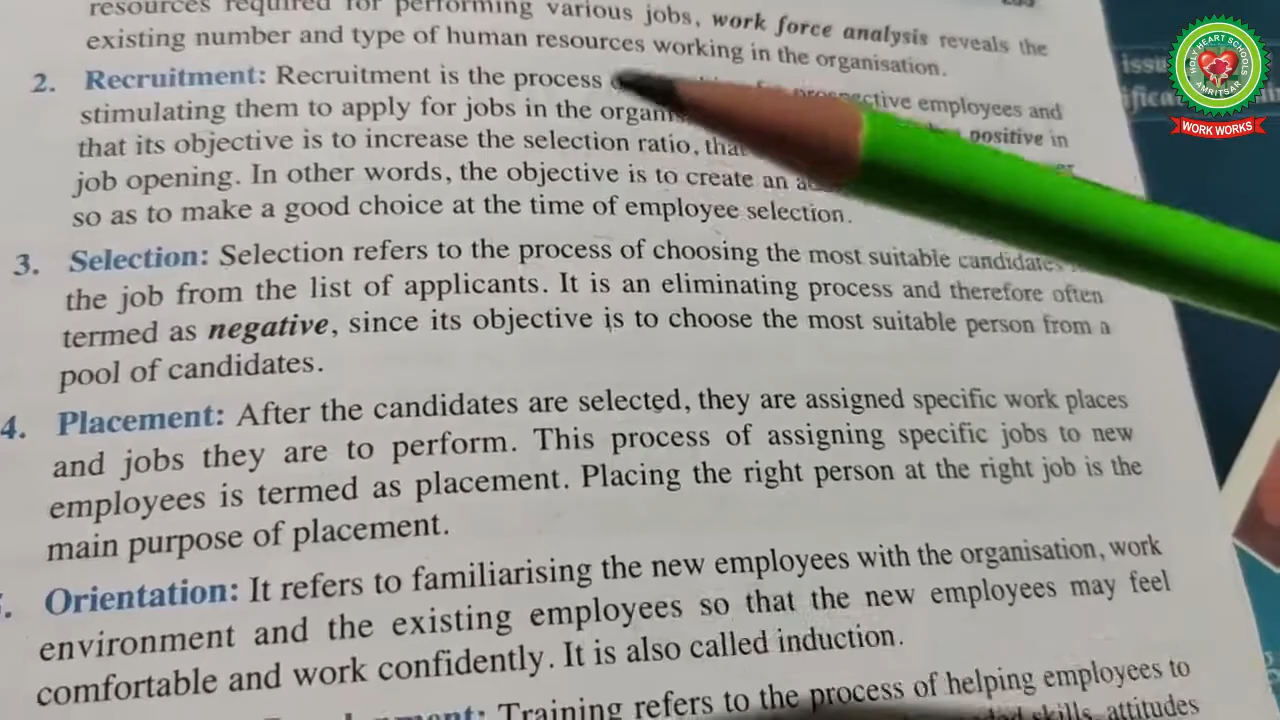 resources required for performing various jobs, work force analysis reveals the
existing number and type of human resources working in the organisation.
2. Recruitment: Recruitment is the process prospective employees and
stimulating them to apply for jobs in the positive in
that its objective is to increase the selection ratio, that
job opening. In other words, the objective is to create an
so as to make a good choice at the time of employee selection.
3. Selection: Selection refers to the process of choosing the most suitable candidates
the job from the list of applicants. It is an eliminating process and therefore often
termed as negative, since its objective is to choose the most suitable person from a
pool of candidates.
4. Placement: After the candidates are selected, they are assigned specific work places
and jobs they are to perform. This process of assigning specific jobs to new
employees is termed as placement. Placing the right person at the right job is the
main purpose of placement.
Orientation: It refers to familiarising the new employees with the organisation, work
environment and the existing employees so that the new employees may feel
comfortable and work confidently. It is also called induction.
Training refers to the process of helping employees to
skills, attitudes
HOLY HEART SCHOOLS
AMRITSAR
WORK WORKS